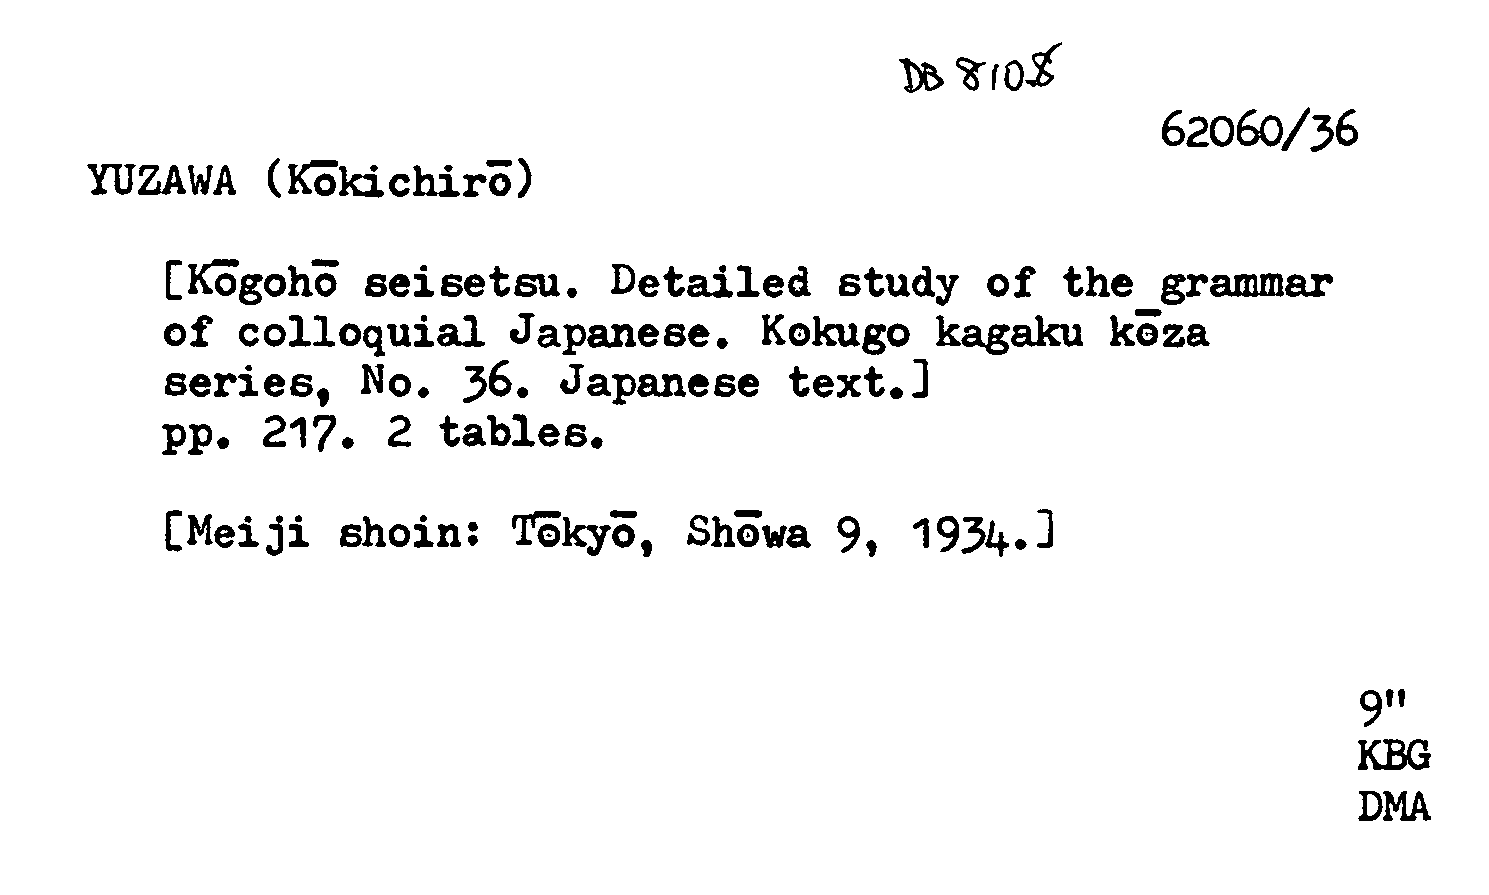 DB 8108
62060/36
YUZAWA (Kōkichirō)
[Kōgohō seisetsu. Detailed study of the grammar
of colloquial Japanese. Kokugo kagaku kōza
series, No. 36. Japanese text.]
pp. 217. 2 tables.
[Meiji shoin: Tōkyō, Shōwa 9, 1934.]
9"
KBG
DMA